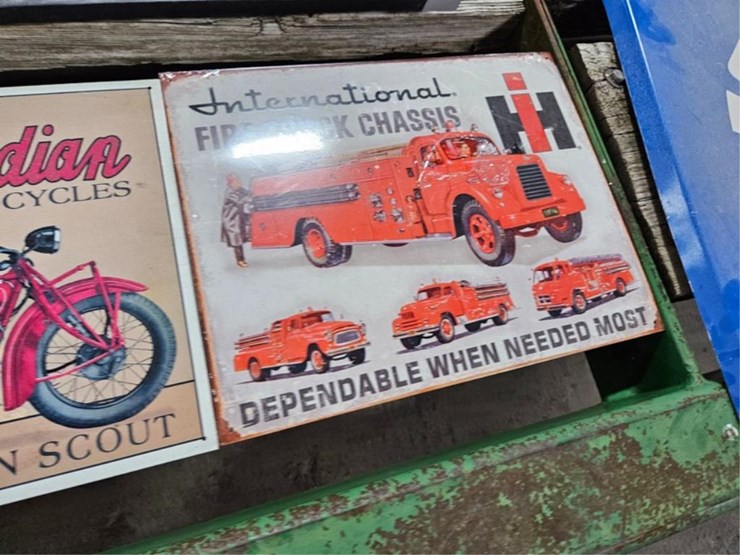 dian
CYCLES
N SCOUT
International
FIRE TRUCK CHASSIS
IH
DEPENDABLE WHEN NEEDED MOST
S